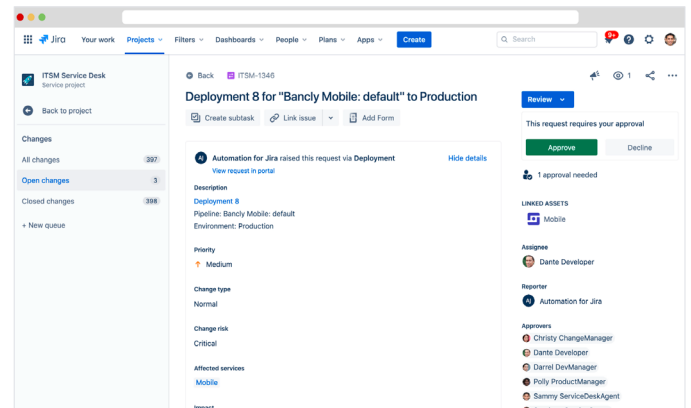 Jira
Your work
Projects
Filters
Dashboards
People
Plans
Apps
Create
Search
9+
ITSM Service Desk
Service project
Back to project
Changes
All changes 397
Open changes 3
Closed changes 398
+ New queue
Back ITSM-1346
Deployment 8 for "Bancly Mobile: default" to Production
Create subtask
Link issue
Add Form
AJ Automation for Jira raised this request via Deployment Hide details
View request in portal
Description
Deployment 8
Pipeline: Bancly Mobile: default
Environment: Production
Priority
Medium
Change type
Normal
Change risk
Critical
Affected services
Mobile
Impact
1
Review
This request requires your approval
Approve Decline
1 approval needed
LINKED ASSETS
Mobile
Assignee
Dante Developer
Reporter
AJ Automation for Jira
Approvers
Christy ChangeManager
Dante Developer
Darrel DevManager
Polly ProductManager
Sammy ServiceDeskAgent